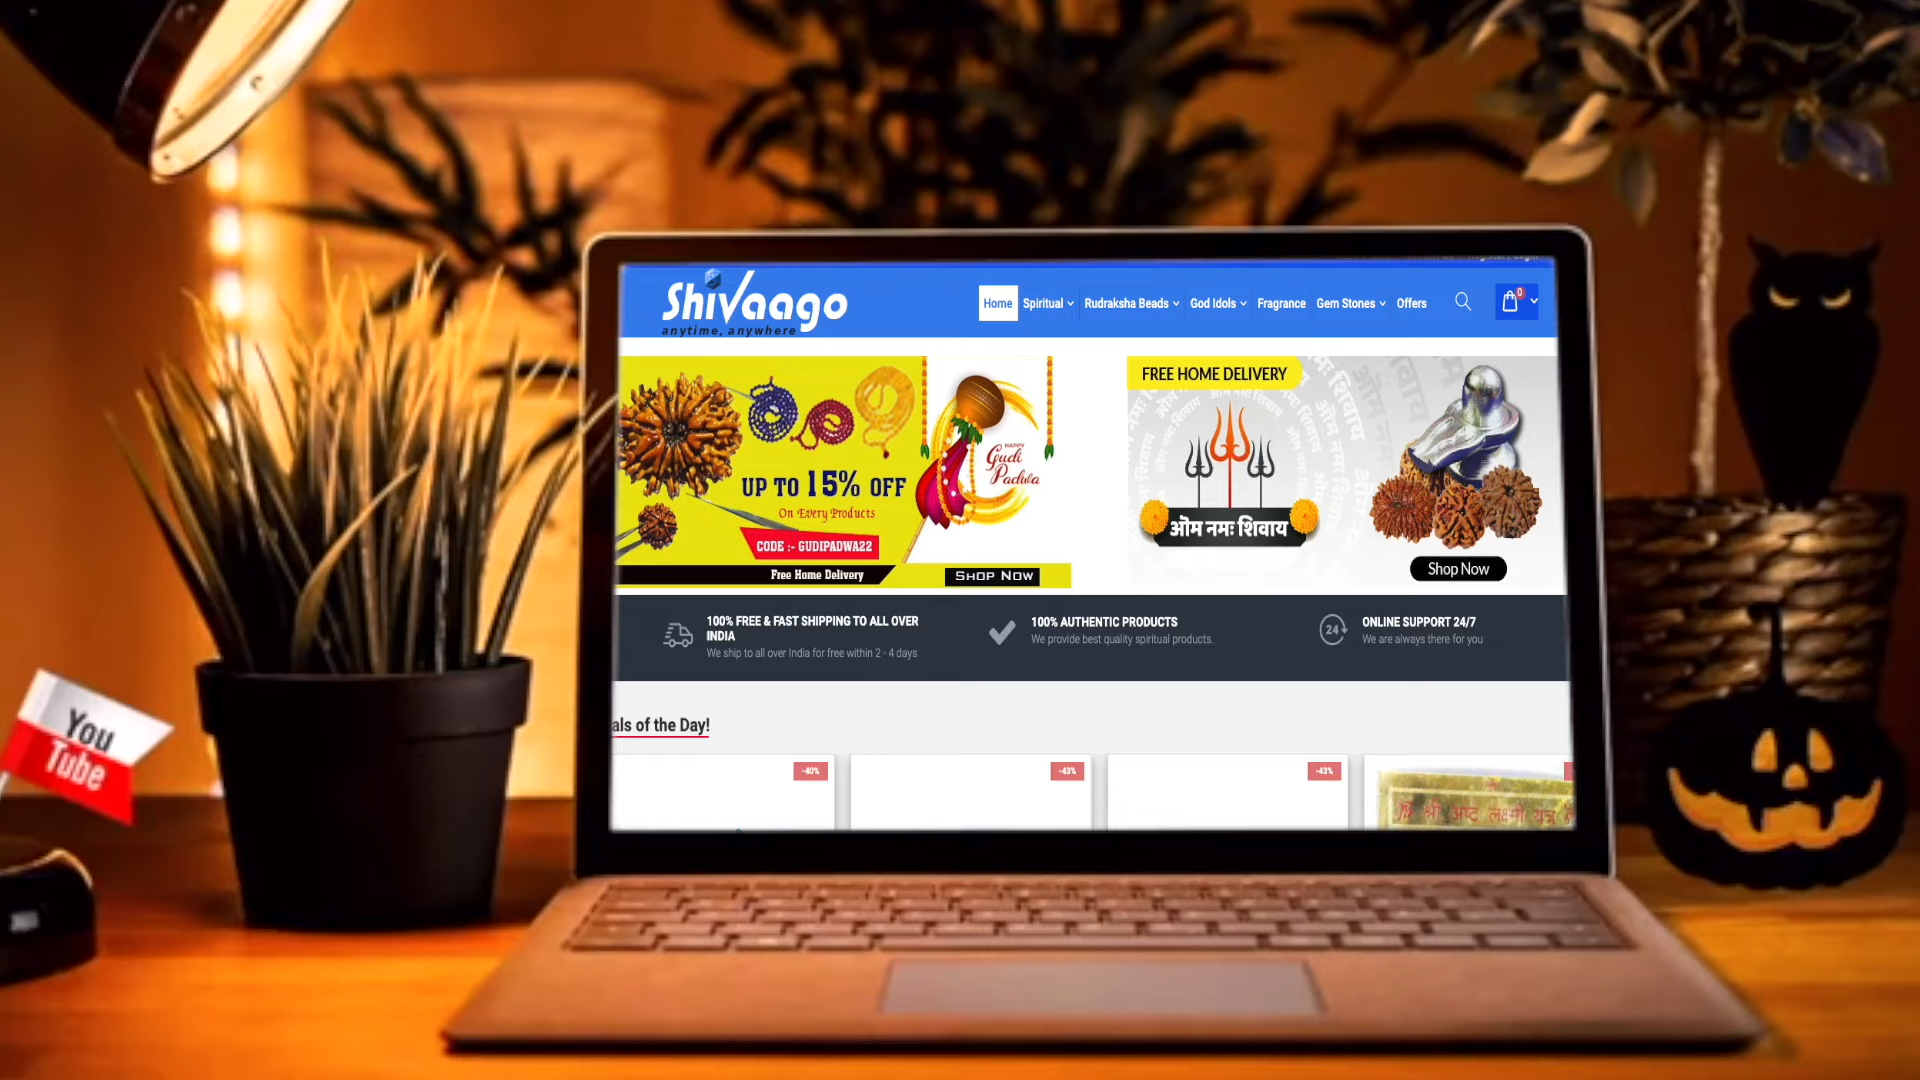 Shivaago
anytime, anywhere
Home Spiritual Rudraksha Beads God Idols Fragrance Gem Stones Offers
0
UP TO 15% OFF
On Every Products
CODE :- GUDIPADWA22
Free Home Delivery
SHOP NOW
HAPPY
Gudi
Padwa
FREE HOME DELIVERY
ओम नमः शिवाय
Shop Now
100% FREE & FAST SHIPPING TO ALL OVER
INDIA
We ship to all over India for free within 2 - 4 days
100% AUTHENTIC PRODUCTS
We provide best quality spiritual products.
24
ONLINE SUPPORT 24/7
We are always there for you
als of the Day!
-40%
-43%
-43%
श्री अष्ट लक्ष्मी यंत्र
You
Tube